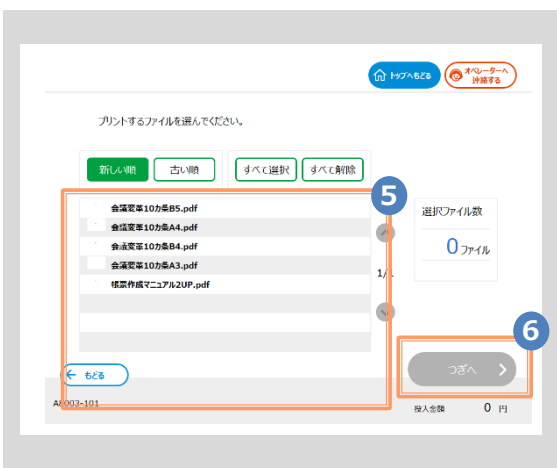 トップへもどる
オペレーターへ
連絡する
プリントするファイルを選んでください。
新しい順 古い順 すべて選択 すべて解除
5
会議変革10カ条B5.pdf
会議変革10カ条A4.pdf
会議変革10カ条B4.pdf
会議変革10カ条A3.pdf
帳票作成マニュアル2UP.pdf
選択ファイル数
0 ファイル
1/1
6
もどる
つぎへ
A8003-101
投入金額 0 円